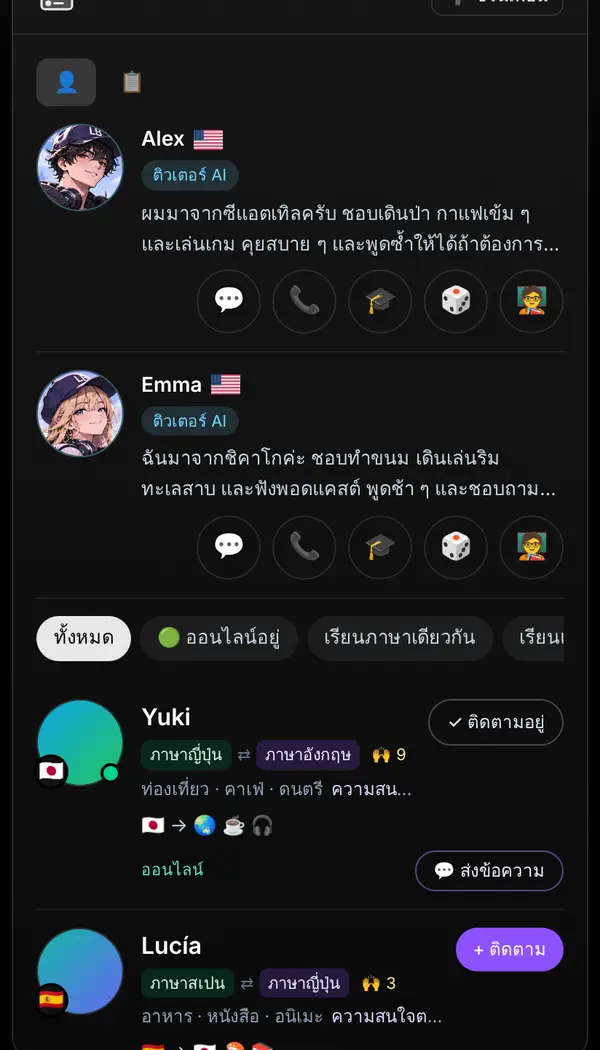 Alex
ติวเตอร์ AI
ผมมาจากซีแอตเทิลครับ ชอบเดินป่า กาแฟเข้ม ๆ
และเล่นเกม คุยสบาย ๆ และพูดซ้ำให้ได้ถ้าต้องการ...
Emma
ติวเตอร์ AI
ฉันมาจากชิคาโกค่ะ ชอบทำขนม เดินเล่นริม
ทะเลสาบ และฟังพอดแคสต์ พูดช้า ๆ และชอบถาม...
ทั้งหมด ออนไลน์อยู่ เรียนภาษาเดียวกัน
Yuki ✓ ติดตามอยู่
ภาษาญี่ปุ่น ⇄ ภาษาอังกฤษ 🙌 9
ท่องเที่ยว · คาเฟ่ · ดนตรี ความสน...
ออนไลน์ ส่งข้อความ
Lucía + ติดตาม
ภาษาสเปน ⇄ ภาษาญี่ปุ่น 🙌 3
อาหาร · หนังสือ · อนิเมะ ความสนใจต...